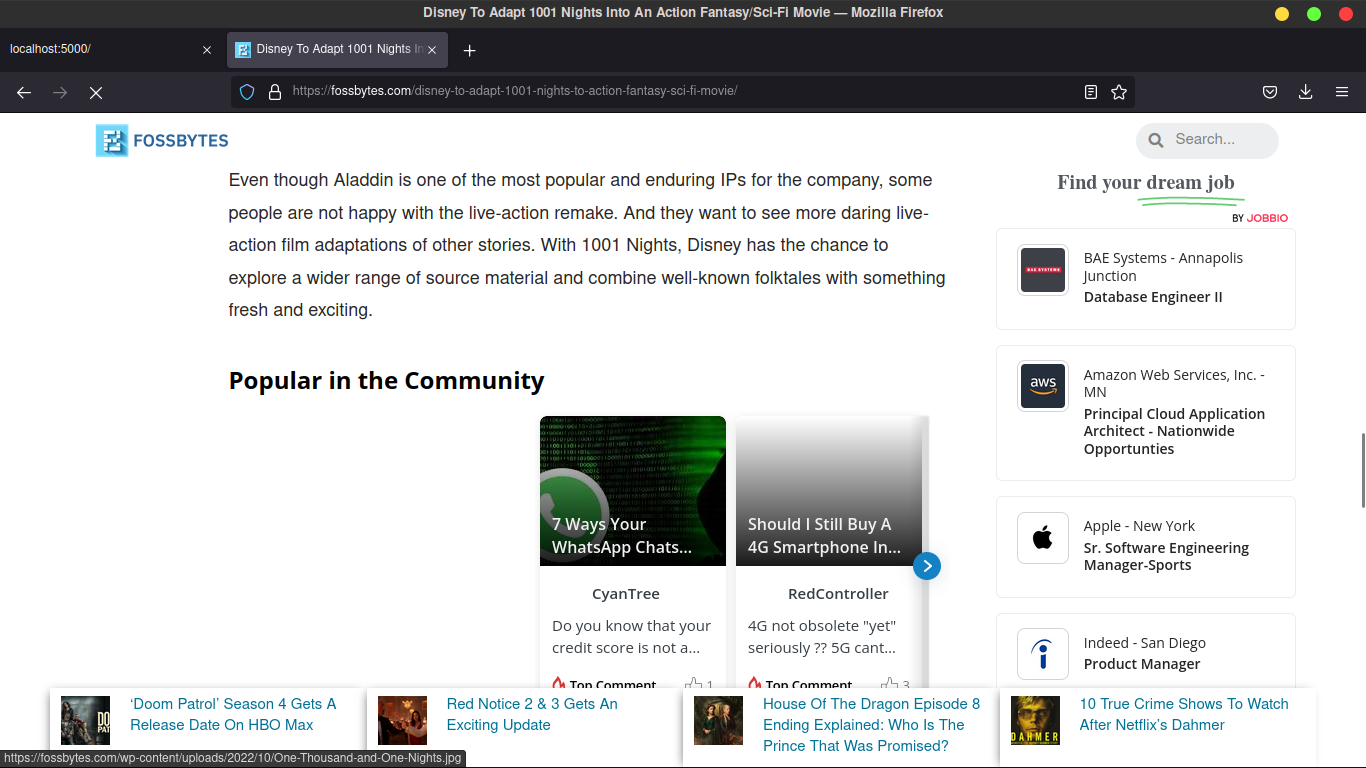 Disney To Adapt 1001 Nights Into An Action Fantasy/Sci-Fi Movie — Mozilla Firefox
localhost:5000/
Disney To Adapt 1001 Nights In
https://fossbytes.com/disney-to-adapt-1001-nights-to-action-fantasy-sci-fi-movie/
FOSSBYTES
Search...
Even though Aladdin is one of the most popular and enduring IPs for the company, some
people are not happy with the live-action remake. And they want to see more daring live-
action film adaptations of other stories. With 1001 Nights, Disney has the chance to
explore a wider range of source material and combine well-known folktales with something
fresh and exciting.
Popular in the Community
7 Ways Your
WhatsApp Chats...
CyanTree
Do you know that your
credit score is not a...
Top Comment
1
Should I Still Buy A
4G Smartphone In...
RedController
4G not obsolete "yet"
seriously ?? 5G cant...
Top Comment
3
Find your dream job
BY JOBBIO
BAE SYSTEMS
BAE Systems - Annapolis
Junction
Database Engineer II
aws
Amazon Web Services, Inc. -
MN
Principal Cloud Application
Architect - Nationwide
Opportunties
Apple - New York
Sr. Software Engineering
Manager-Sports
Indeed - San Diego
Product Manager
DO
PAT
‘Doom Patrol’ Season 4 Gets A
Release Date On HBO Max
Red Notice 2 & 3 Gets An
Exciting Update
House Of The Dragon Episode 8
Ending Explained: Who Is The
Prince That Was Promised?
DAHMER
10 True Crime Shows To Watch
After Netflix’s Dahmer
https://fossbytes.com/wp-content/uploads/2022/10/One-Thousand-and-One-Nights.jpg